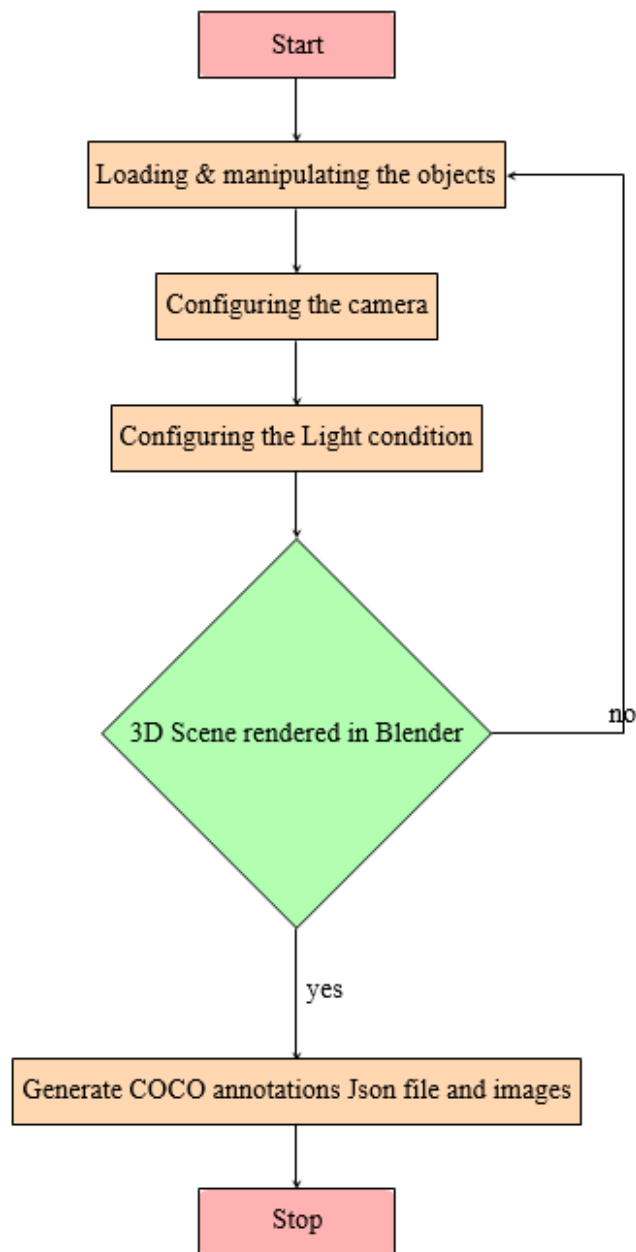 Start
Loading & manipulating the objects
Configuring the camera
Configuring the Light condition
3D Scene rendered in Blender
no
yes
Generate COCO annotations Json file and images
Stop